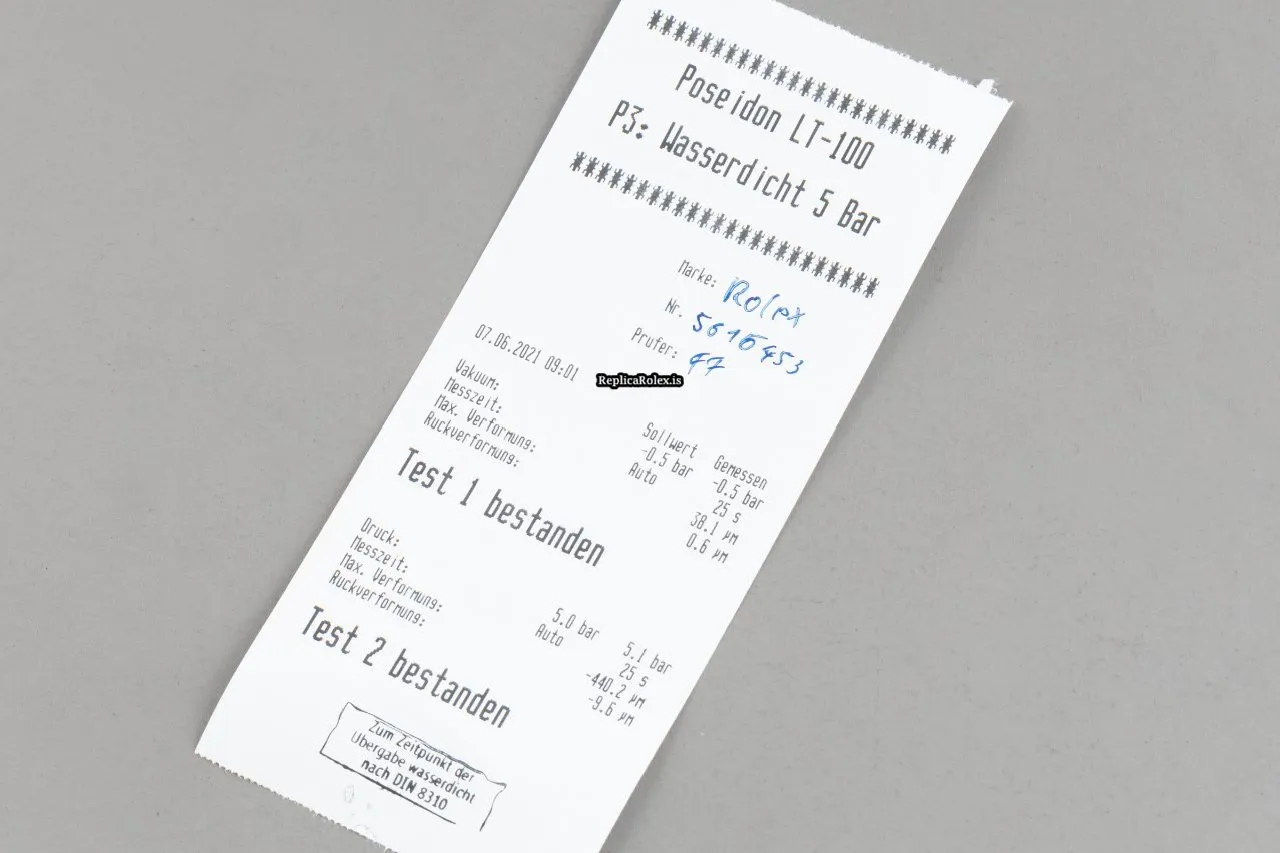 ************************
Poseidon LT-100
P3: Wasserdicht 5 Bar
************************
Marke: Rolex
Nr. 5616453
Prufer: 97
07.06.2021 09:01
ReplicaRolex.is
Sollwert Gemessen
Vakuum: -0.5 bar -0.5 bar
Messzeit: Auto 25 s
Max. Verformung: 38.1 µm
Ruckverformung: 0.6 µm
Test 1 bestanden
Druck: 5.0 bar 5.1 bar
Messzeit: Auto 25 s
Max. Verformung: -440.2 µm
Ruckverformung: -9.6 µm
Test 2 bestanden
Zum Zeitpunkt der
Übergabe wasserdicht
nach DIN 8310